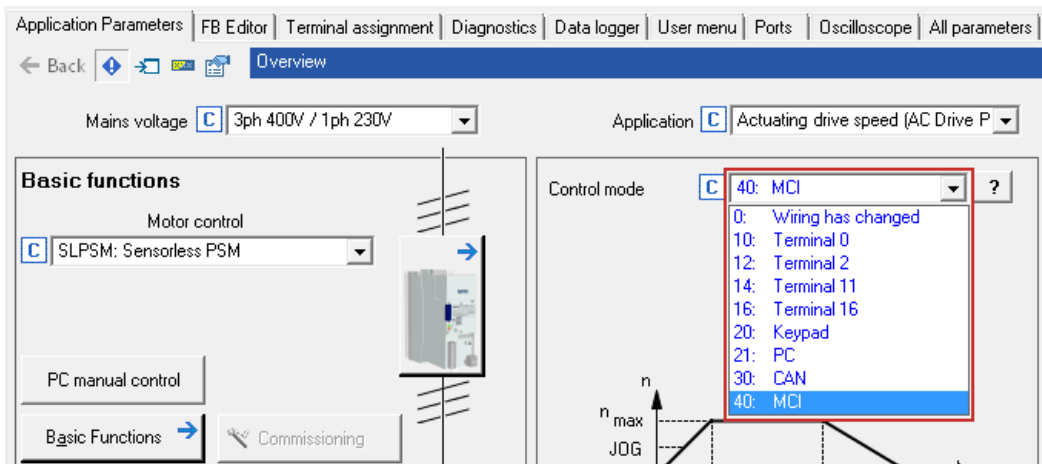 Application Parameters FB Editor Terminal assignment Diagnostics Data logger User menu Ports Oscilloscope All parameters
Back Overview
Mains voltage C 3ph 400V / 1ph 230V Application C Actuating drive speed (AC Drive P
Basic functions
Control mode C 40: MCI ?
Motor control
C SLPSM: Sensorless PSM
0: Wiring has changed
10: Terminal 0
12: Terminal 2
14: Terminal 11
16: Terminal 16
20: Keypad
21: PC
30: CAN
40: MCI
PC manual control
Basic Functions Commissioning
n
n max
JOG